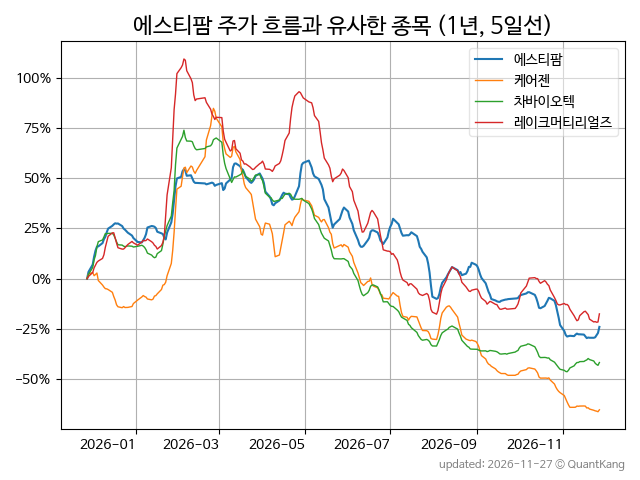 에스티팜 주가 흐름과 유사한 종목 (1년, 5일선)
에스티팜
케어젠
차바이오텍
레이크머티리얼즈
100%
75%
50%
25%
0%
−25%
−50%
2026-01
2026-03
2026-05
2026-07
2026-09
2026-11
updated: 2026-11-27 © QuantKang